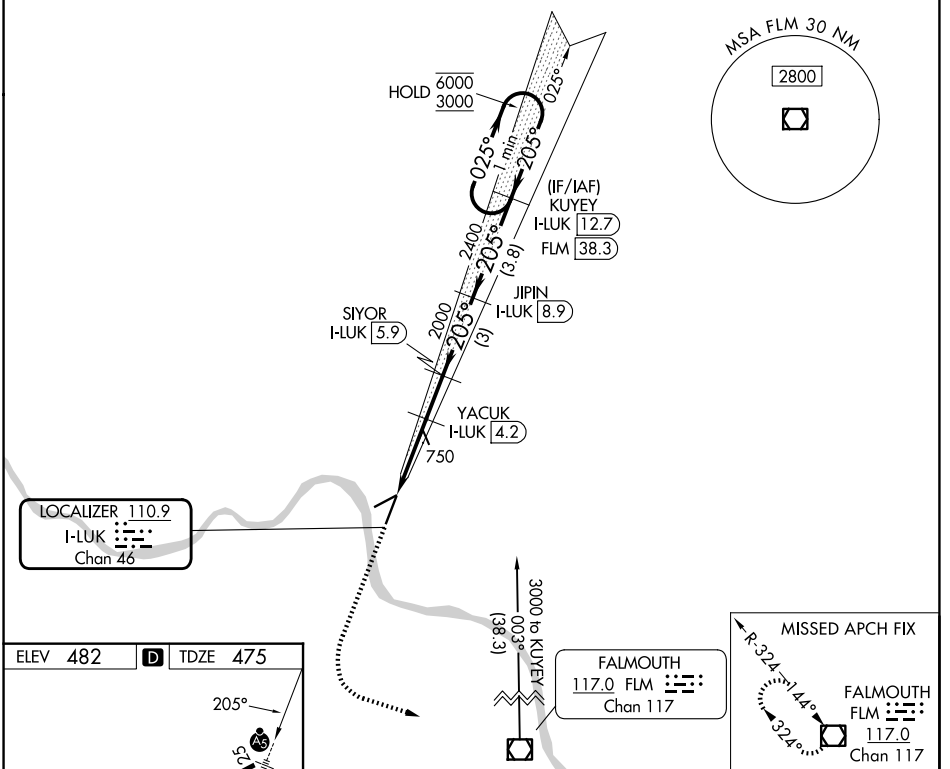 MSA FLM 30 NM
2800
HOLD 6000
3000
025°
025°
1 min
205°
(IF/IAF)
KUYEY
I-LUK 12.7
FLM 38.3
2400
205°
(3.8)
JIPIN
I-LUK 8.9
SIYOR
I-LUK 5.9
2000
205°
(3)
YACUK
I-LUK 4.2
750
LOCALIZER 110.9
I-LUK
Chan 46
3000 to KUYEY
003°
(38.3)
FALMOUTH
117.0 FLM
Chan 117
MISSED APCH FIX
R-324
144°
324°
FALMOUTH
FLM
117.0
Chan 117
ELEV 482 D TDZE 475
205°
A5
25